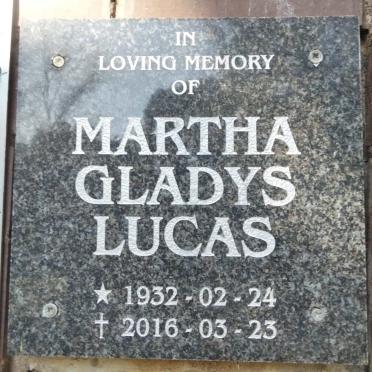 IN
LOVING MEMORY
OF
MARTHA
GLADYS
LUCAS
★ 1932 - 02 - 24
† 2016 - 03 - 23